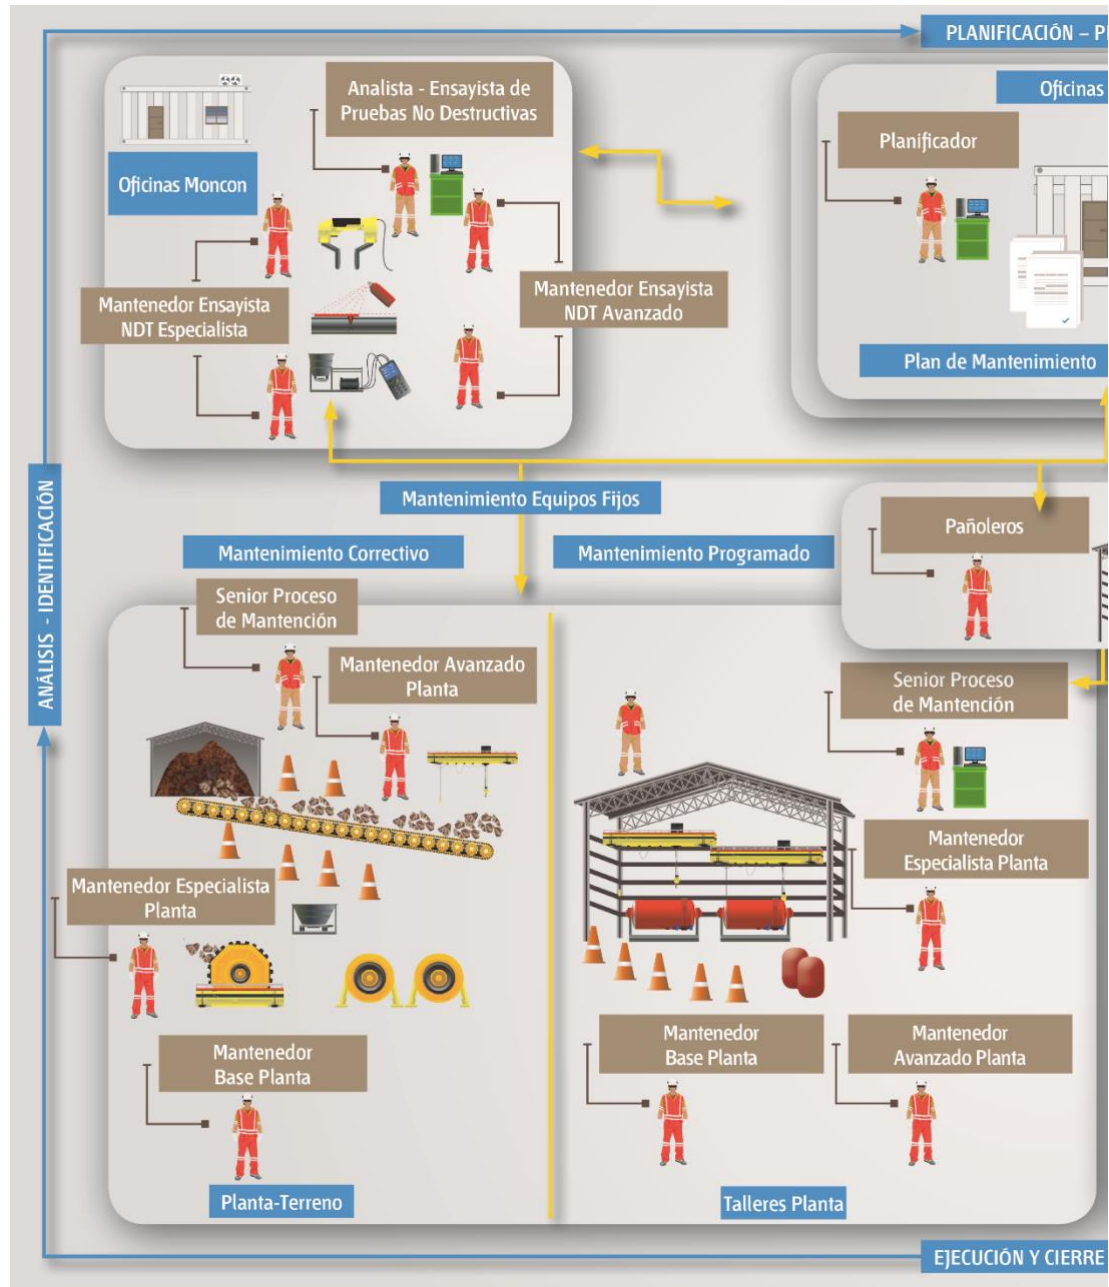 PLANIFICACIÓN – P
Analista - Ensayista de
Pruebas No Destructivas
Oficinas Moncon
Mantenedor Ensayista
NDT Especialista
Mantenedor Ensayista
NDT Avanzado
Oficinas
Planificador
Plan de Mantenimiento
ANÁLISIS - IDENTIFICACIÓN
Mantenimiento Equipos Fijos
Mantenimiento Correctivo
Mantenimiento Programado
Pañoleros
Senior Proceso
de Mantención
Mantenedor Avanzado
Planta
Mantenedor Especialista
Planta
Mantenedor
Base Planta
Planta-Terreno
Senior Proceso
de Mantención
Mantenedor
Especialista Planta
Mantenedor
Base Planta
Mantenedor
Avanzado Planta
Talleres Planta
EJECUCIÓN Y CIERRE